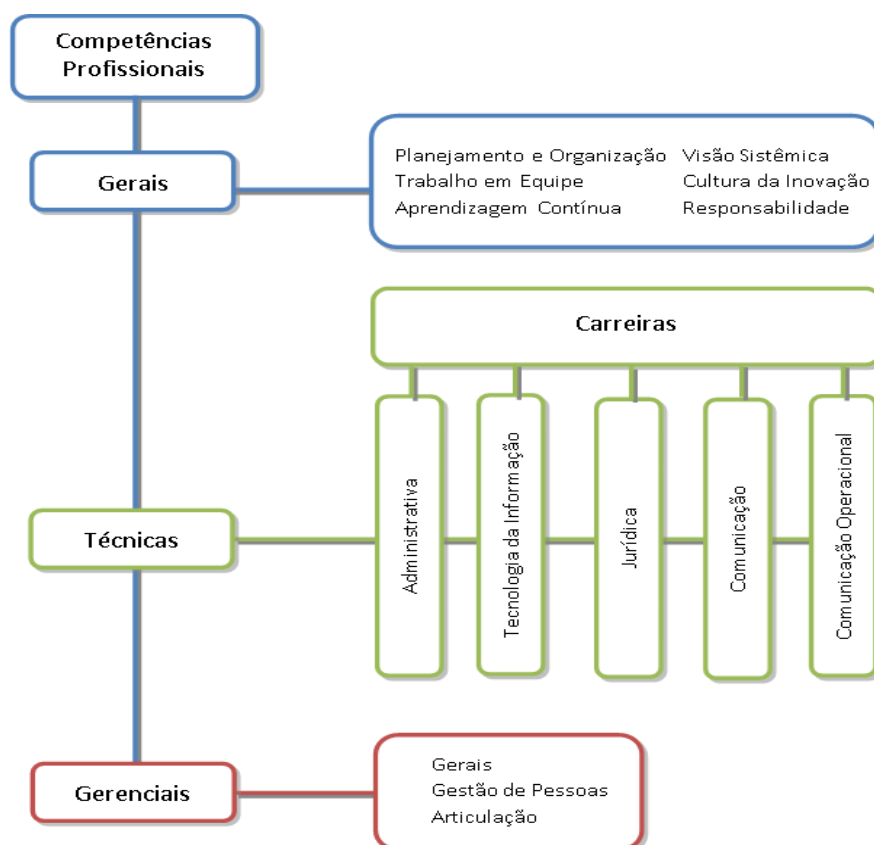 Competências
Profissionais
Gerais
Planejamento e Organização Visão Sistêmica
Trabalho em Equipe Cultura da Inovação
Aprendizagem Contínua Responsabilidade
Carreiras
Administrativa
Tecnologia da Informação
Jurídica
Comunicação
Comunicação Operacional
Técnicas
Gerenciais
Gerais
Gestão de Pessoas
Articulação